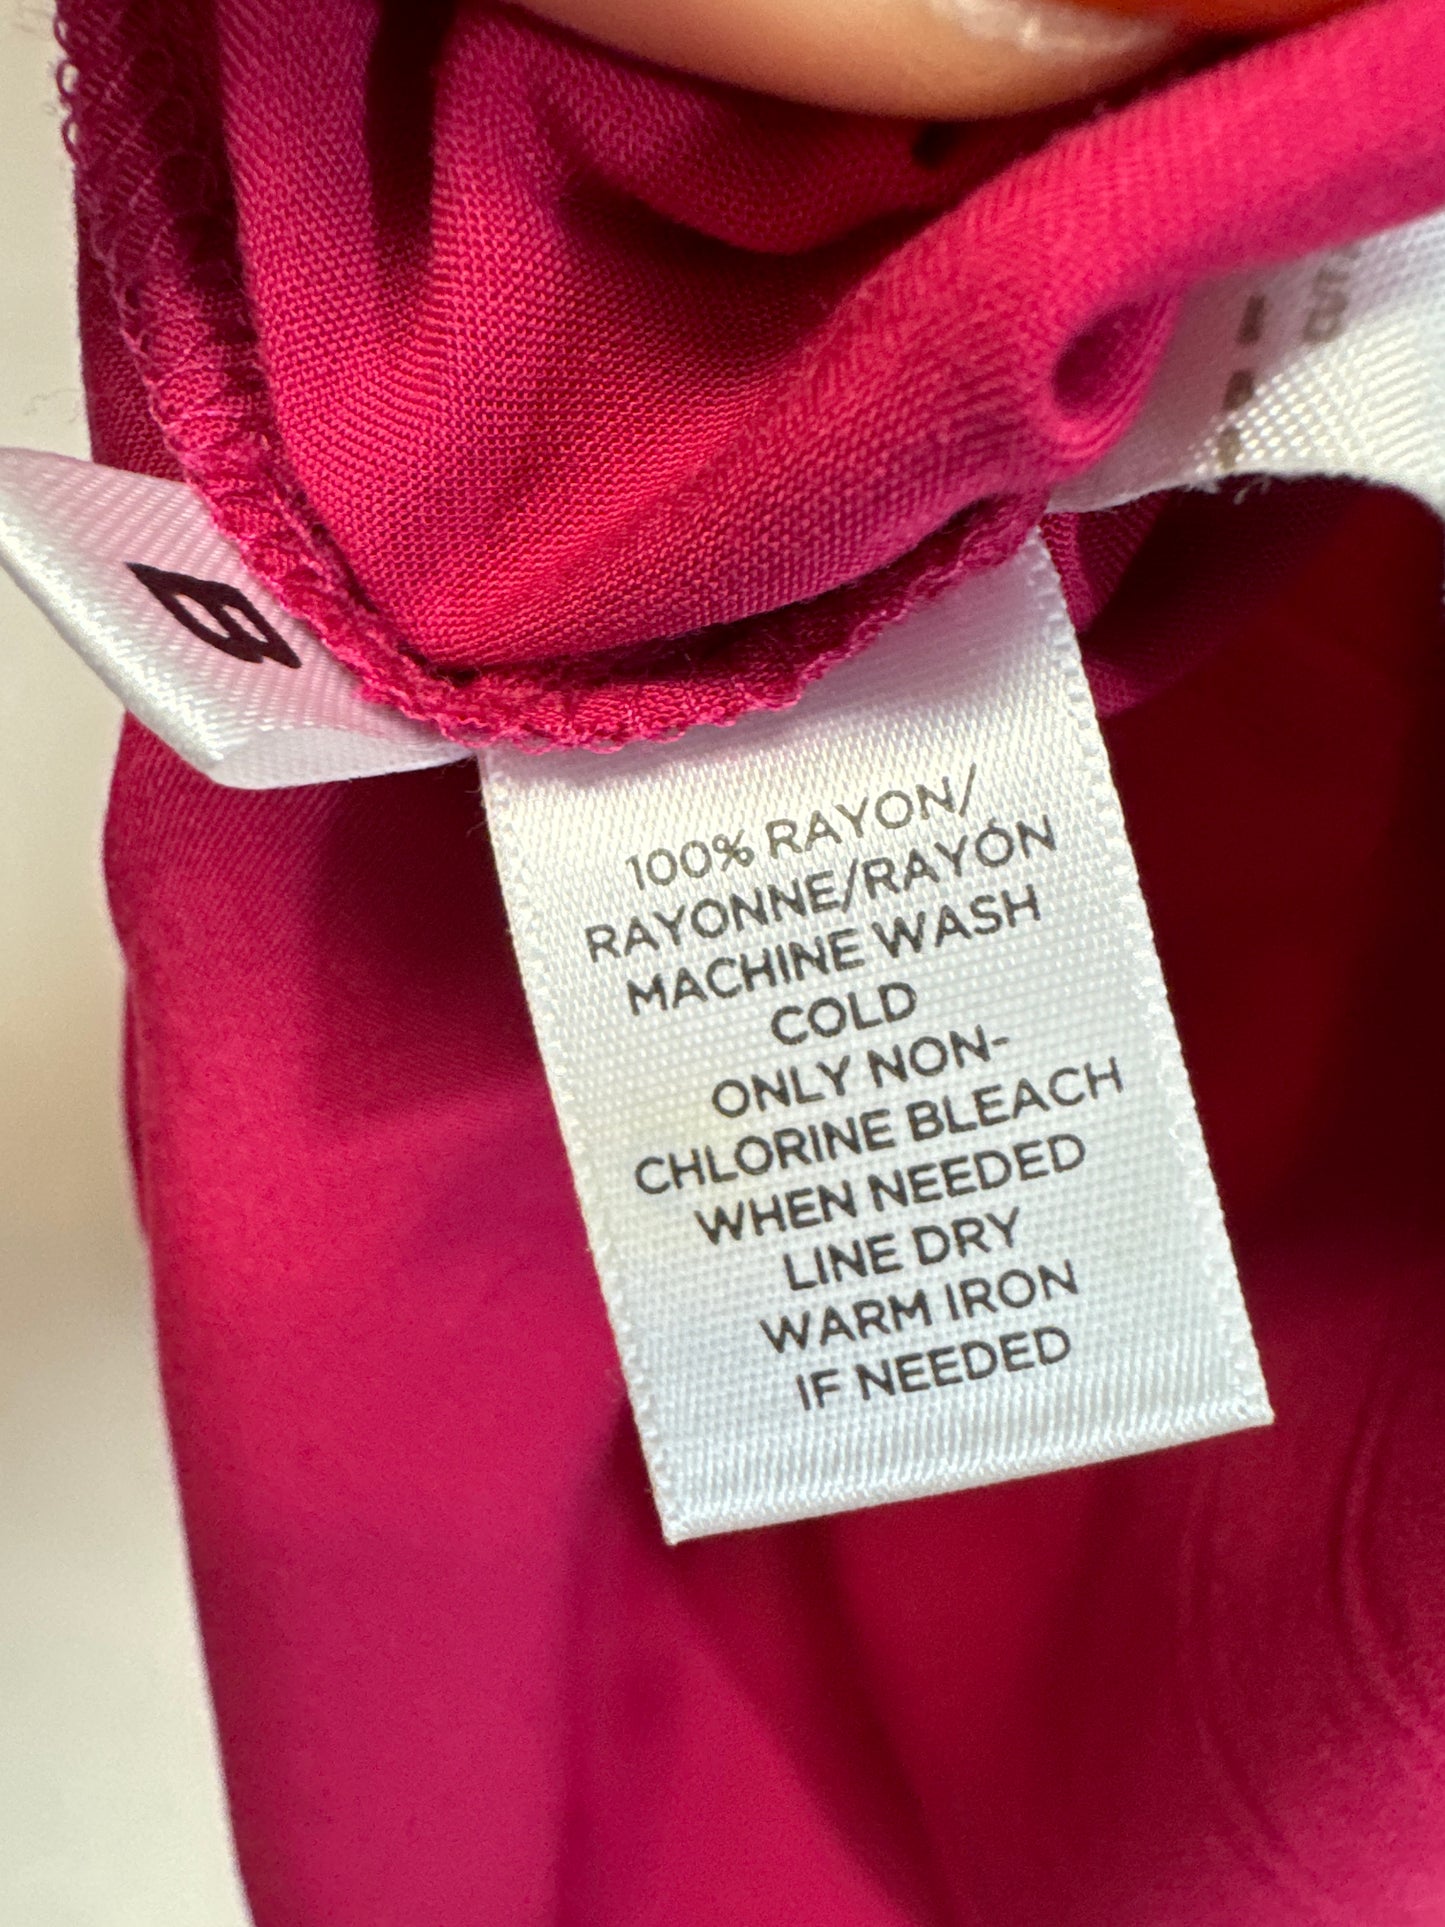 100% RAYON/
RAYONNE/RAYÓN
MACHINE WASH
COLD
ONLY NON-
CHLORINE BLEACH
WHEN NEEDED
LINE DRY
WARM IRON
IF NEEDED